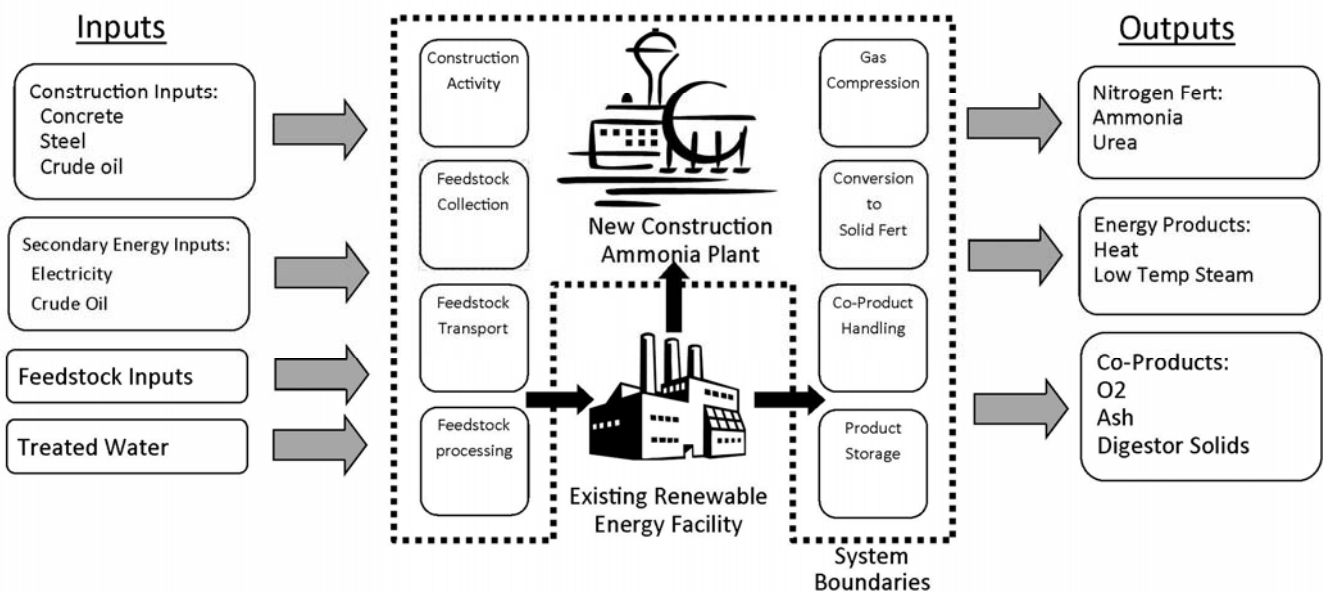 Inputs
Construction Inputs:
Concrete
Steel
Crude oil
Secondary Energy Inputs:
Electricity
Crude Oil
Feedstock Inputs
Treated Water
Construction
Activity
Feedstock
Collection
Feedstock
Transport
Feedstock
processing
New Construction
Ammonia Plant
Existing Renewable
Energy Facility
Gas
Compression
Conversion
to
Solid Fert
Co-Product
Handling
Product
Storage
System
Boundaries
Outputs
Nitrogen Fert:
Ammonia
Urea
Energy Products:
Heat
Low Temp Steam
Co-Products:
O2
Ash
Digestor Solids